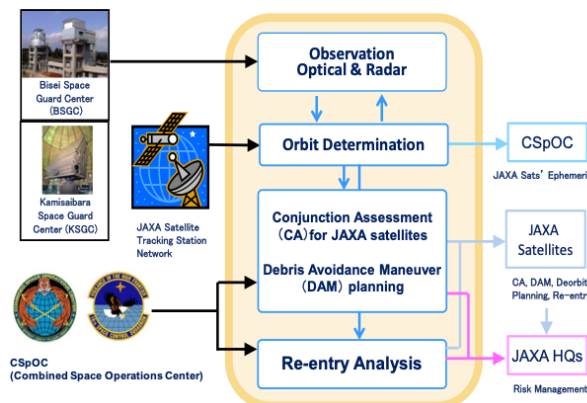 Observation
Optical & Radar
Bisei Space
Guard Center
(BSGC)
Orbit Determination
CSpOC
JAXA Sats' Ephemeri
Kamisaibara
Space Guard
Center (KSGC)
JAXA Satellite
Tracking Station
Network
Conjunction Assessment
(CA)for JAXA satellites
Debris Avoidance Maneuver
(DAM) planning
JAXA
Satellites
CA, DAM, Deorbit
Planning, Re-entr
CSpOC
(Combined Space Operations Center)
Re-entry Analysis
JAXA HQs
Risk Management